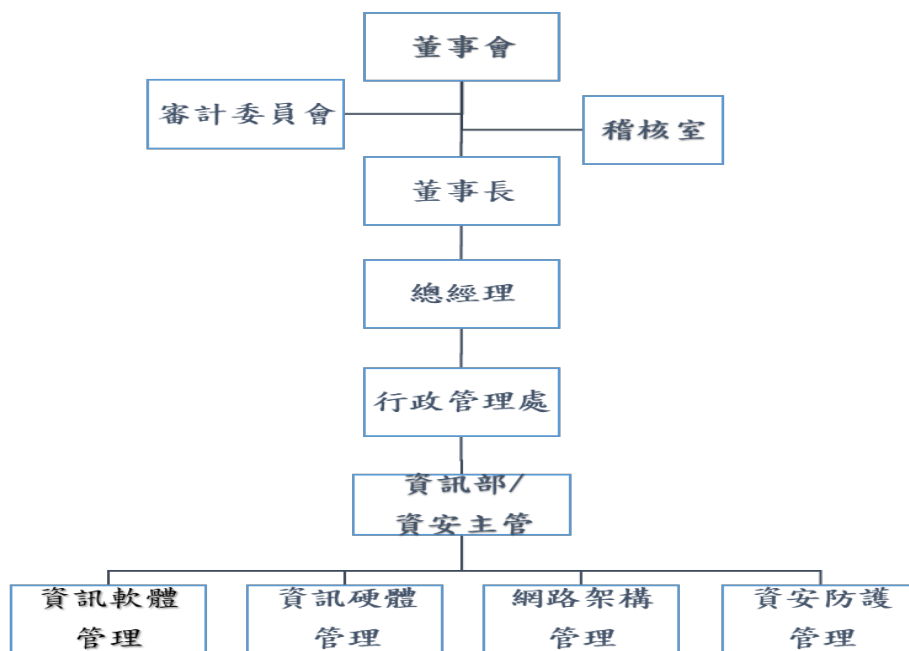 董事會
審計委員會
稽核室
董事長
總經理
行政管理處
資訊部/
資安主管
資訊軟體
管理
資訊硬體
管理
網路架構
管理
資安防護
管理